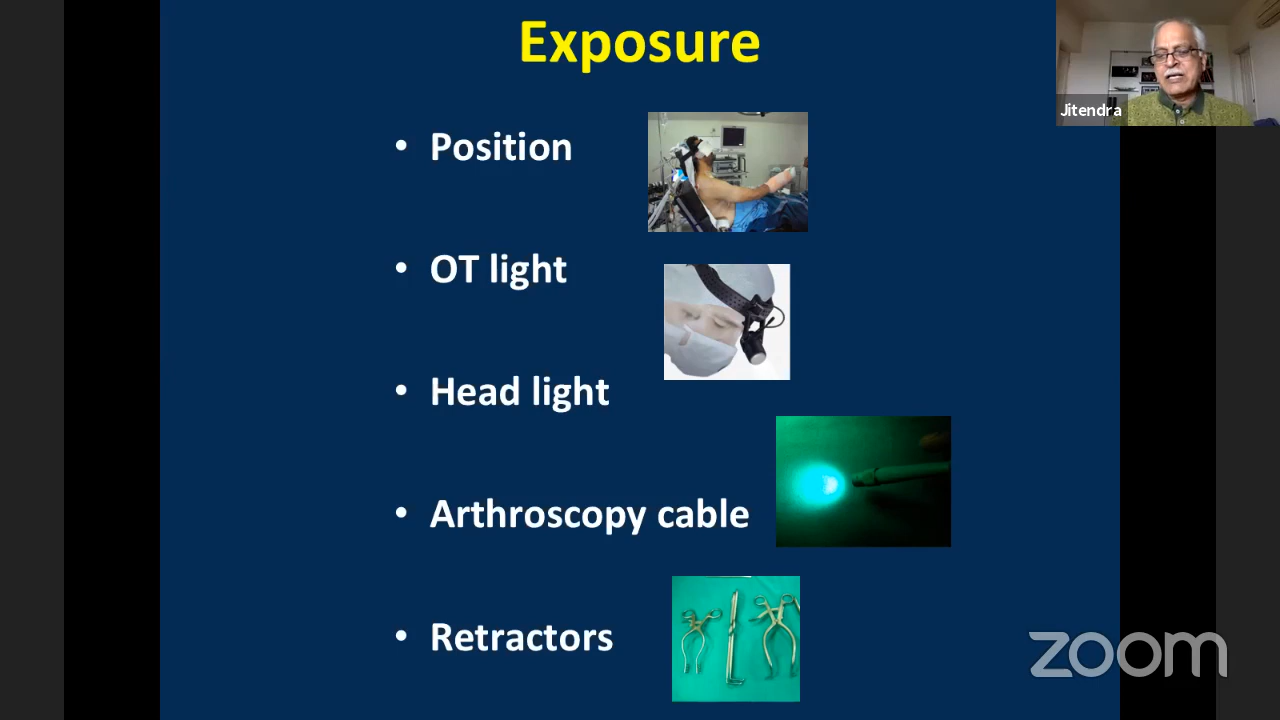 Exposure
Jitendra
• Position
• OT light
• Head light
• Arthroscopy cable
• Retractors
zoom